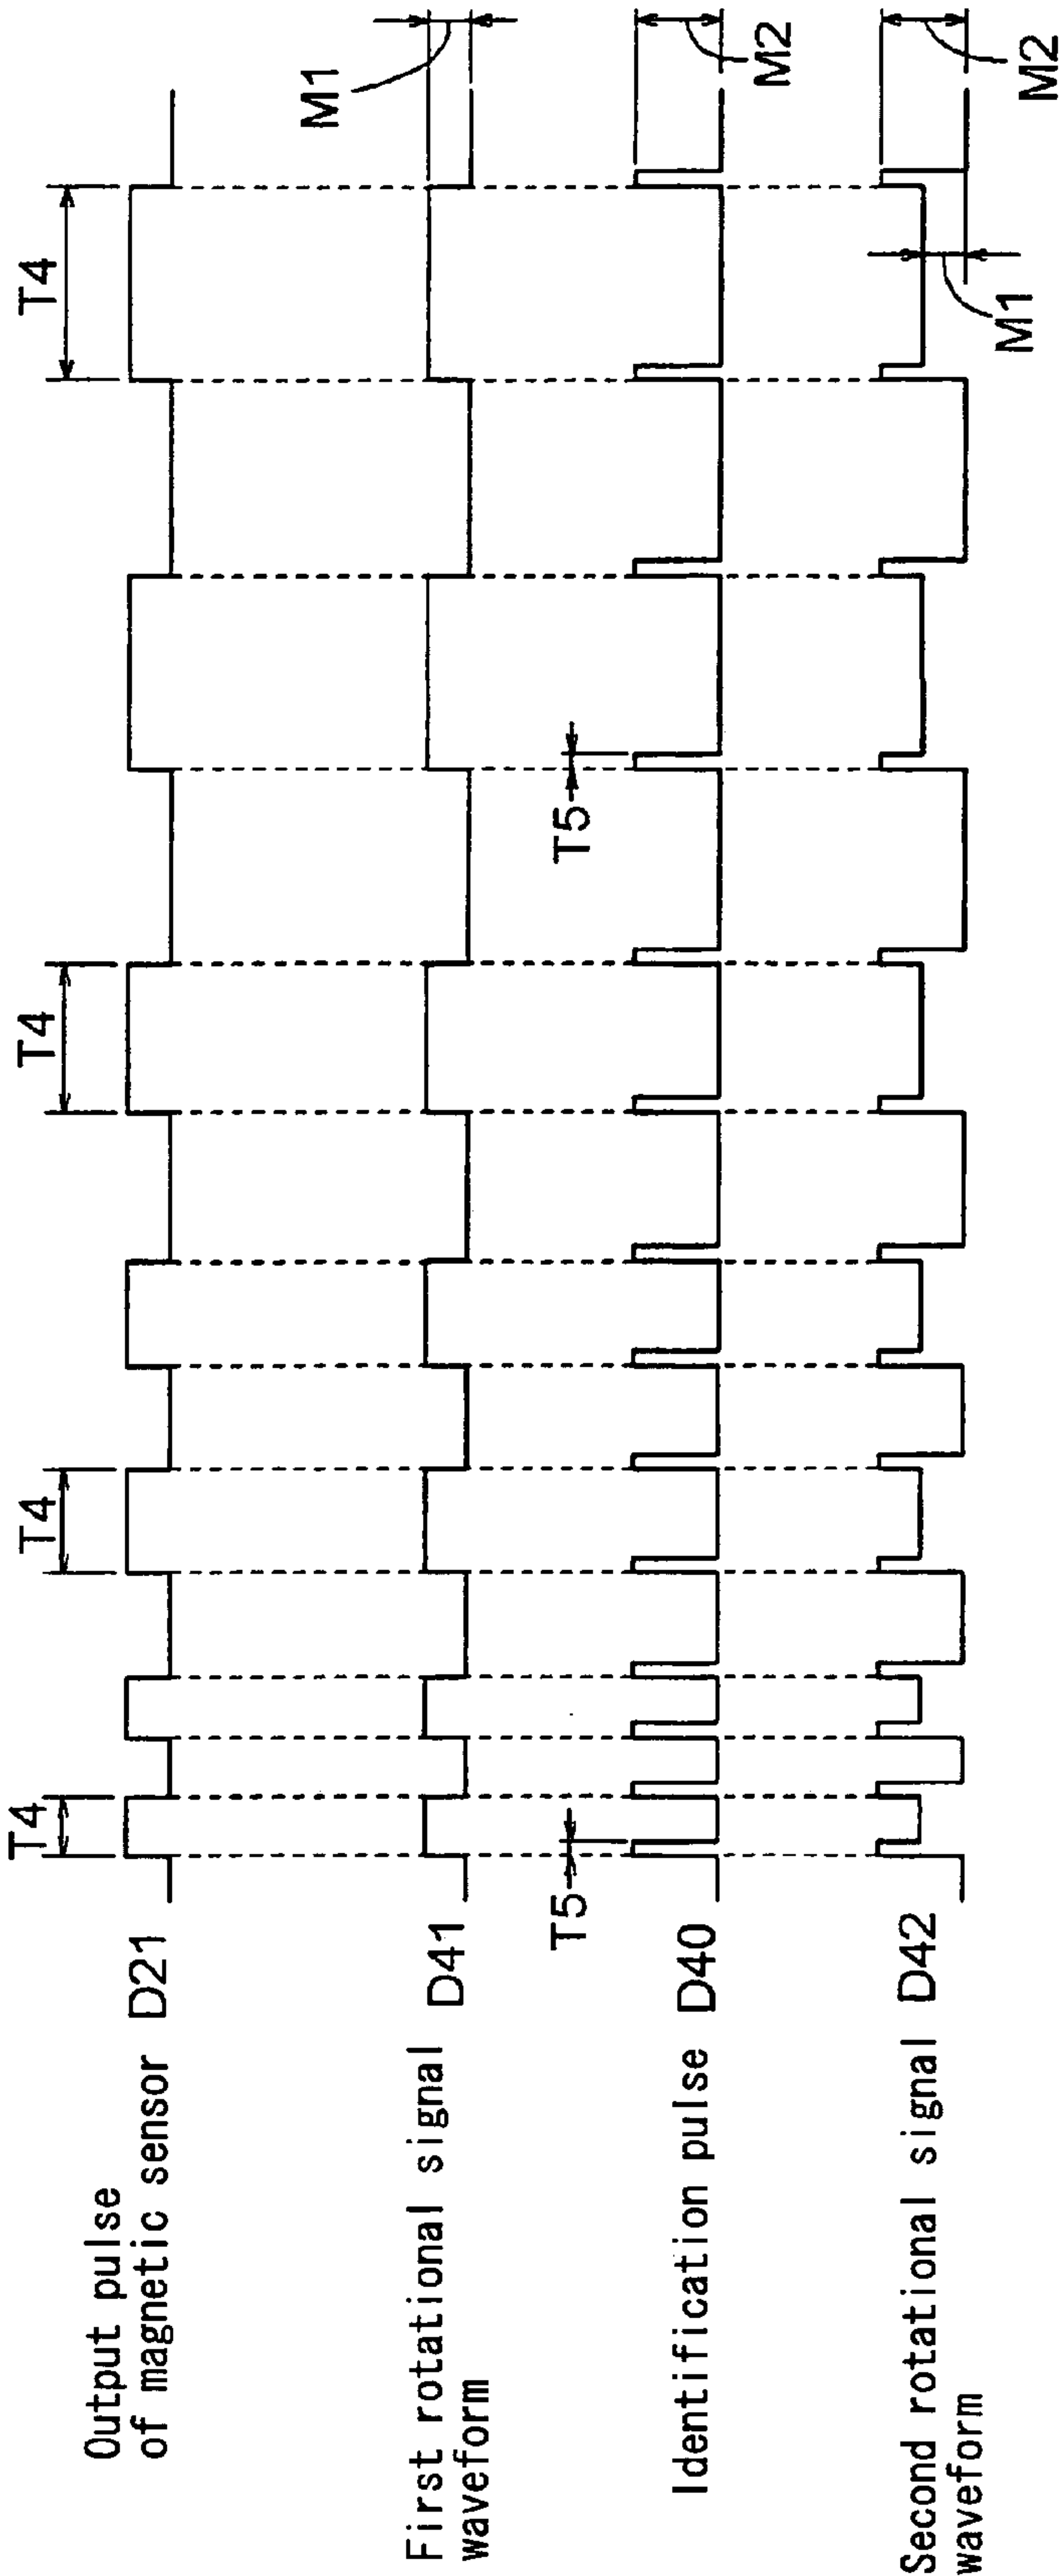 T4
T4
T4
T4
Output pulse
of magnetic sensor D21
M1
First rotational signal D41
waveform
T5
T5
M2
Identification pulse D40
M1
M2
Second rotational signal D42
waveform